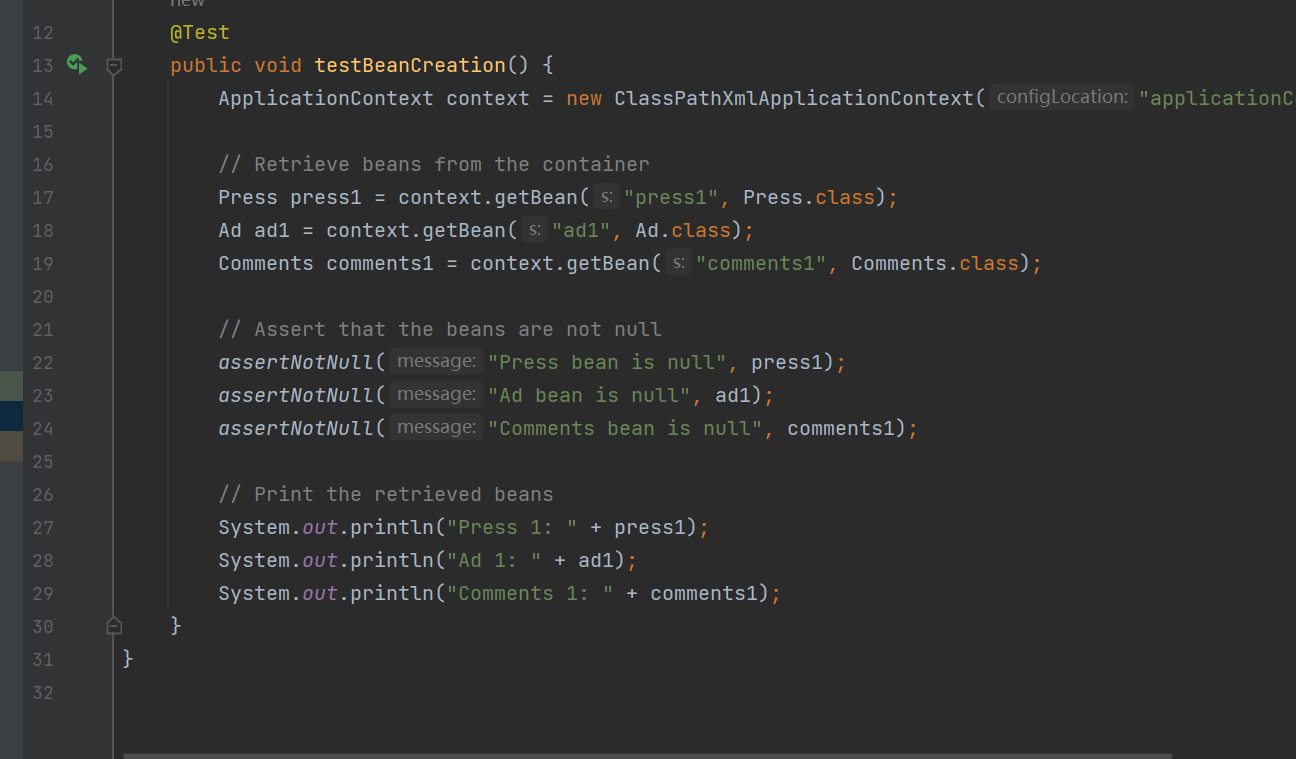 new
12 @Test
13 public void testBeanCreation() {
14 ApplicationContext context = new ClassPathXmlApplicationContext( configLocation: "applicationC
15
16 // Retrieve beans from the container
17 Press press1 = context.getBean( s: "press1", Press.class);
18 Ad ad1 = context.getBean( s: "ad1", Ad.class);
19 Comments comments1 = context.getBean( s: "comments1", Comments.class);
20
21 // Assert that the beans are not null
22 assertNotNull( message: "Press bean is null", press1);
23 assertNotNull( message: "Ad bean is null", ad1);
24 assertNotNull( message: "Comments bean is null", comments1);
25
26 // Print the retrieved beans
27 System.out.println("Press 1: " + press1);
28 System.out.println("Ad 1: " + ad1);
29 System.out.println("Comments 1: " + comments1);
30 }
31 }
32